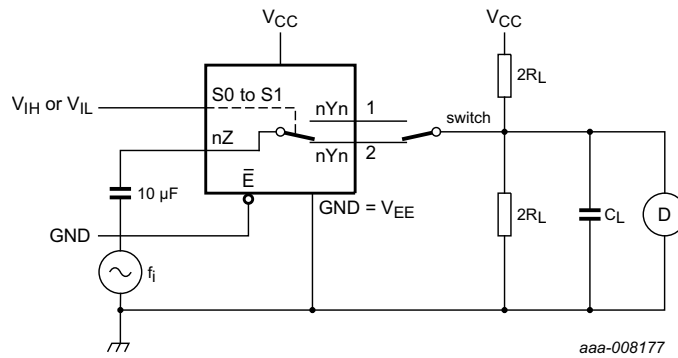 VCC
VCC
2RL
VIH or VIL
S0 to S1
nYn
1
switch
nZ
nYn
2
E̅
10 µF
GND = VEE
2RL
CL
D
GND
fi
aaa-008177